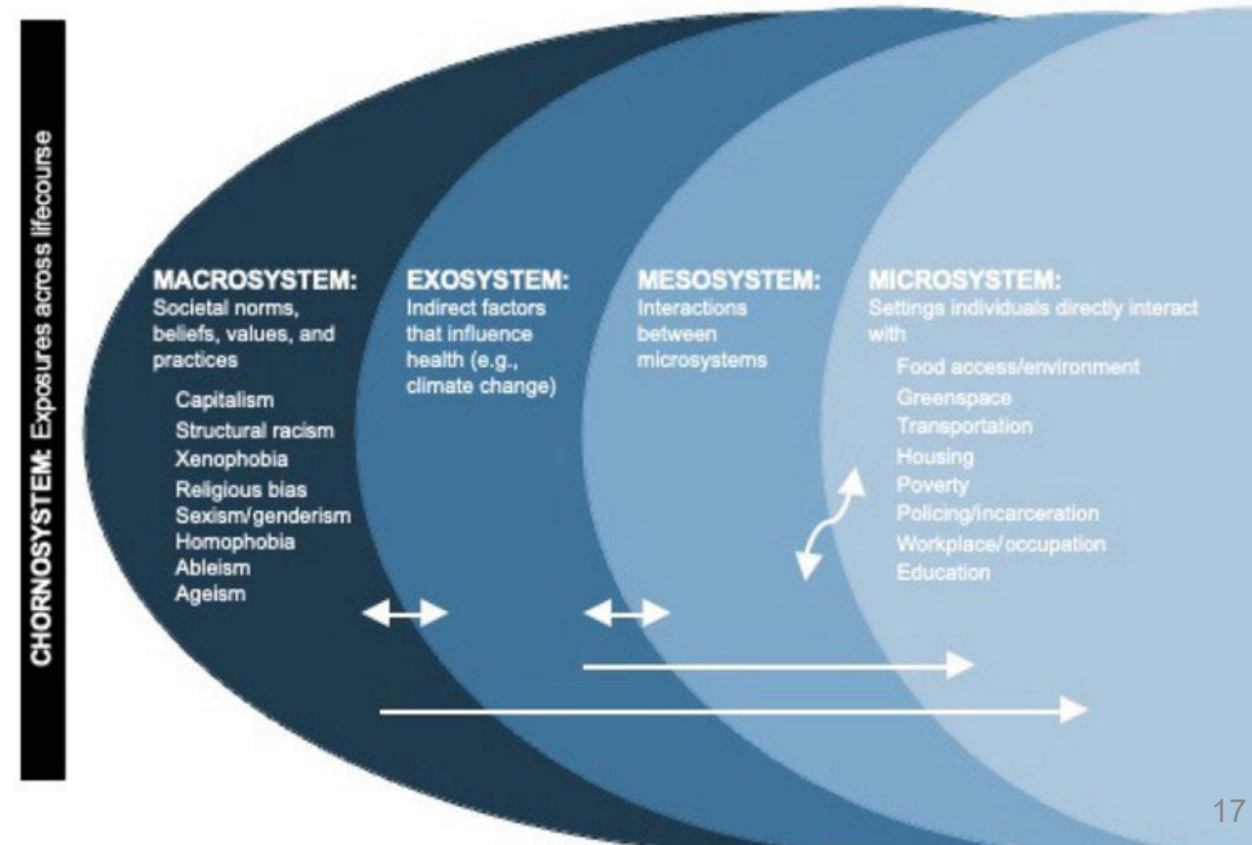 CHORNOSYSTEM: Exposures across lifecourse
MACROSYSTEM:
Societal norms,
beliefs, values, and
practices
Capitalism
Structural racism
Xenophobia
Religious bias
Sexism/genderism
Homophobia
Ableism
Ageism
EXOSYSTEM:
Indirect factors
that influence
health (e.g.,
climate change)
MESOSYSTEM:
Interactions
between
microsystems
MICROSYSTEM:
Settings individuals directly interact
with
Food access/environment
Greenspace
Transportation
Housing
Poverty
Policing/incarceration
Workplace/occupation
Education
17